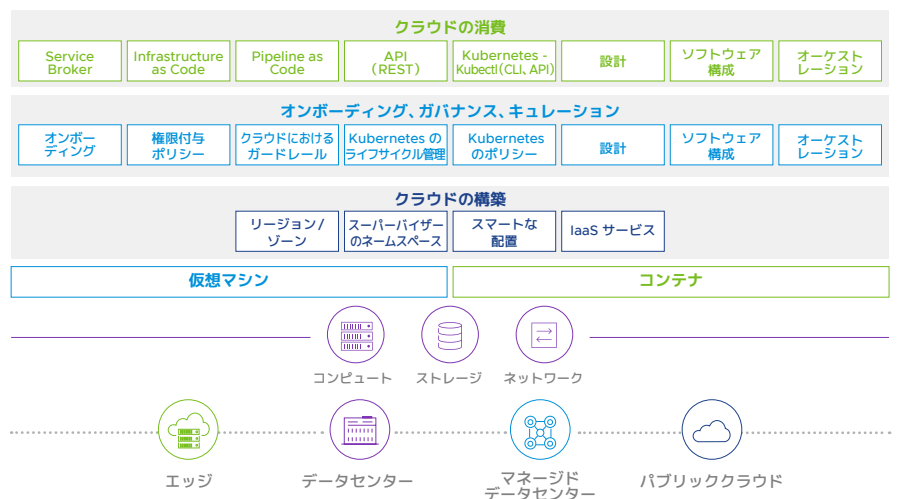 クラウドの消費
Service
Broker
Infrastructure
as Code
Pipeline as
Code
API
(REST)
Kubernetes -
Kubectl(CLI、API)
設計
ソフトウェア
構成
オーケスト
レーション
オンボーディング、ガバナンス、キュレーション
オンボー
ディング
権限付与
ポリシー
クラウドにおける
ガードレール
Kubernetes の
ライフサイクル管理
Kubernetes
のポリシー
設計
ソフトウェア
構成
オーケスト
レーション
クラウドの構築
リージョン/
ゾーン
スーパーバイザー
のネームスペース
スマートな
配置
IaaS サービス
仮想マシン
コンテナ
コンピュート
ストレージ
ネットワーク
エッジ
データセンター
マネージド
データセンター
パブリッククラウド